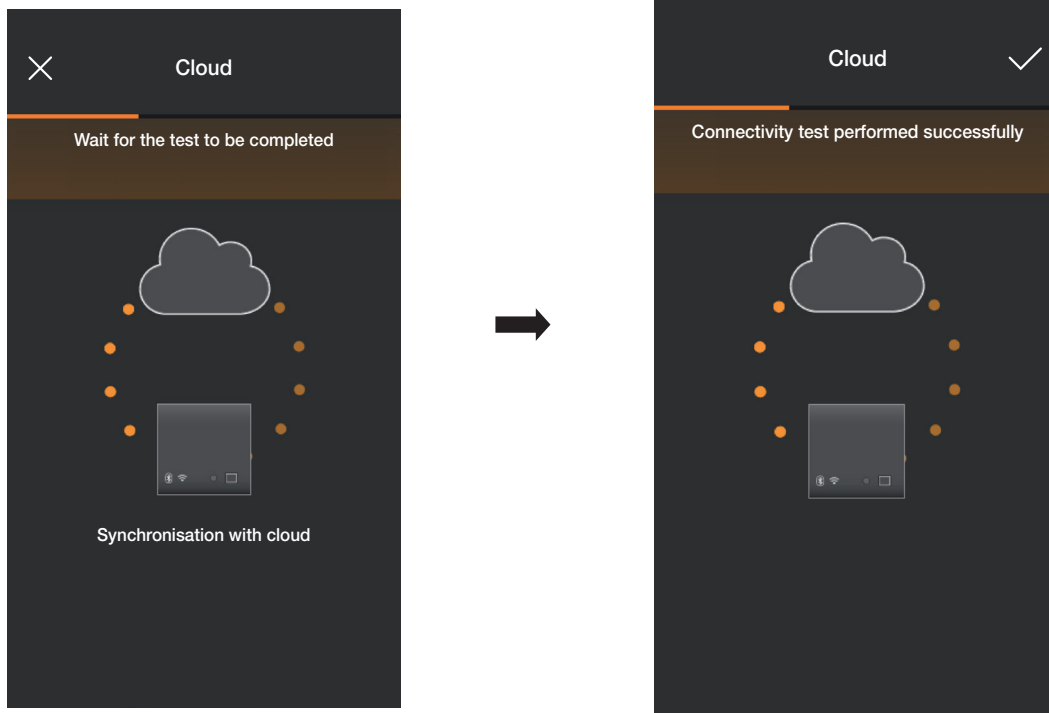 Cloud
Wait for the test to be completed
Synchronisation with cloud
Cloud
Connectivity test performed successfully